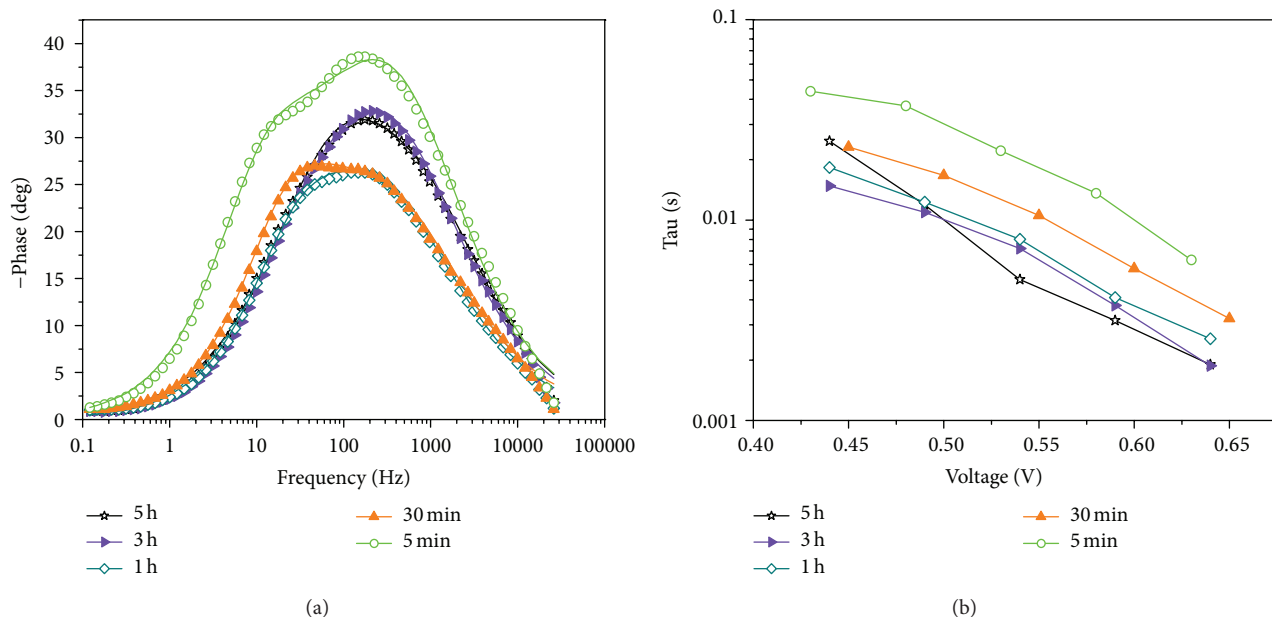 40
35
30
25
20
15
10
5
0
−Phase (deg)
0.1 1 10 100 1000 10000 100000
Frequency (Hz)
5 h
3 h
1 h
30 min
5 min
(a)
0.1
0.01
0.001
Tau (s)
0.40 0.45 0.50 0.55 0.60 0.65
Voltage (V)
5 h
3 h
1 h
30 min
5 min
(b)